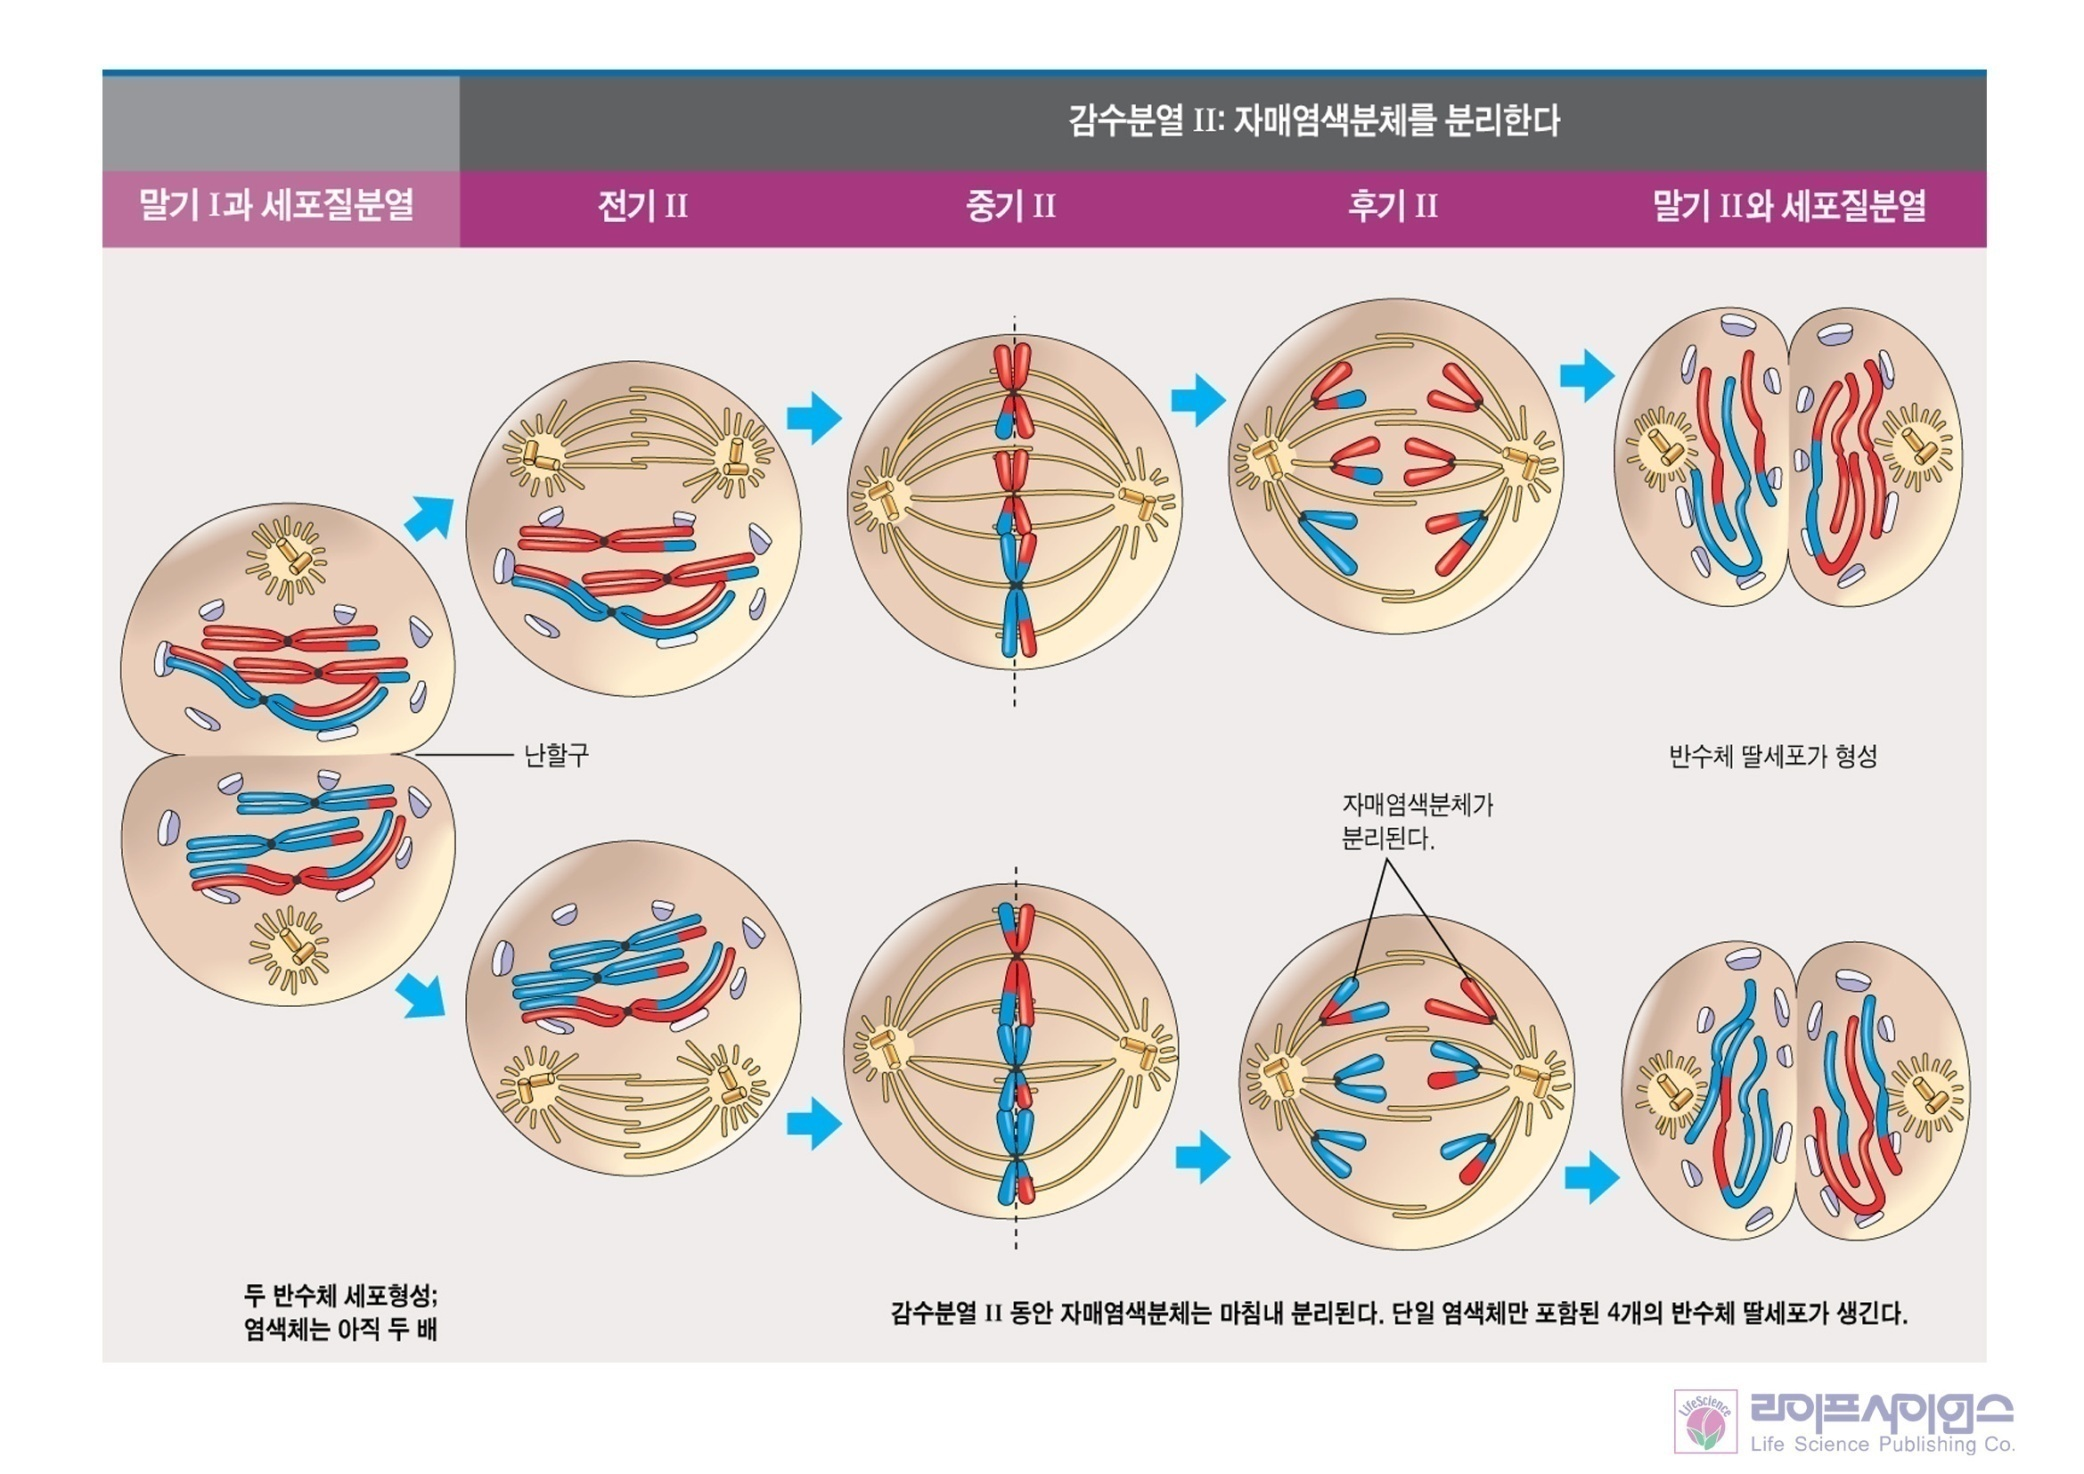 감수분열 II: 자매염색분체를 분리한다
말기 I과 세포질분열
전기 II
중기 II
후기 II
말기 II와 세포질분열
난할구
반수체 딸세포가 형성
자매염색분체가
분리된다.
두 반수체 세포형성;
염색체는 아직 두 배
감수분열 II 동안 자매염색분체는 마침내 분리된다. 단일 염색체만 포함된 4개의 반수체 딸세포가 생긴다.
LifeScience
라이프사이언스
Life Science Publishing Co.